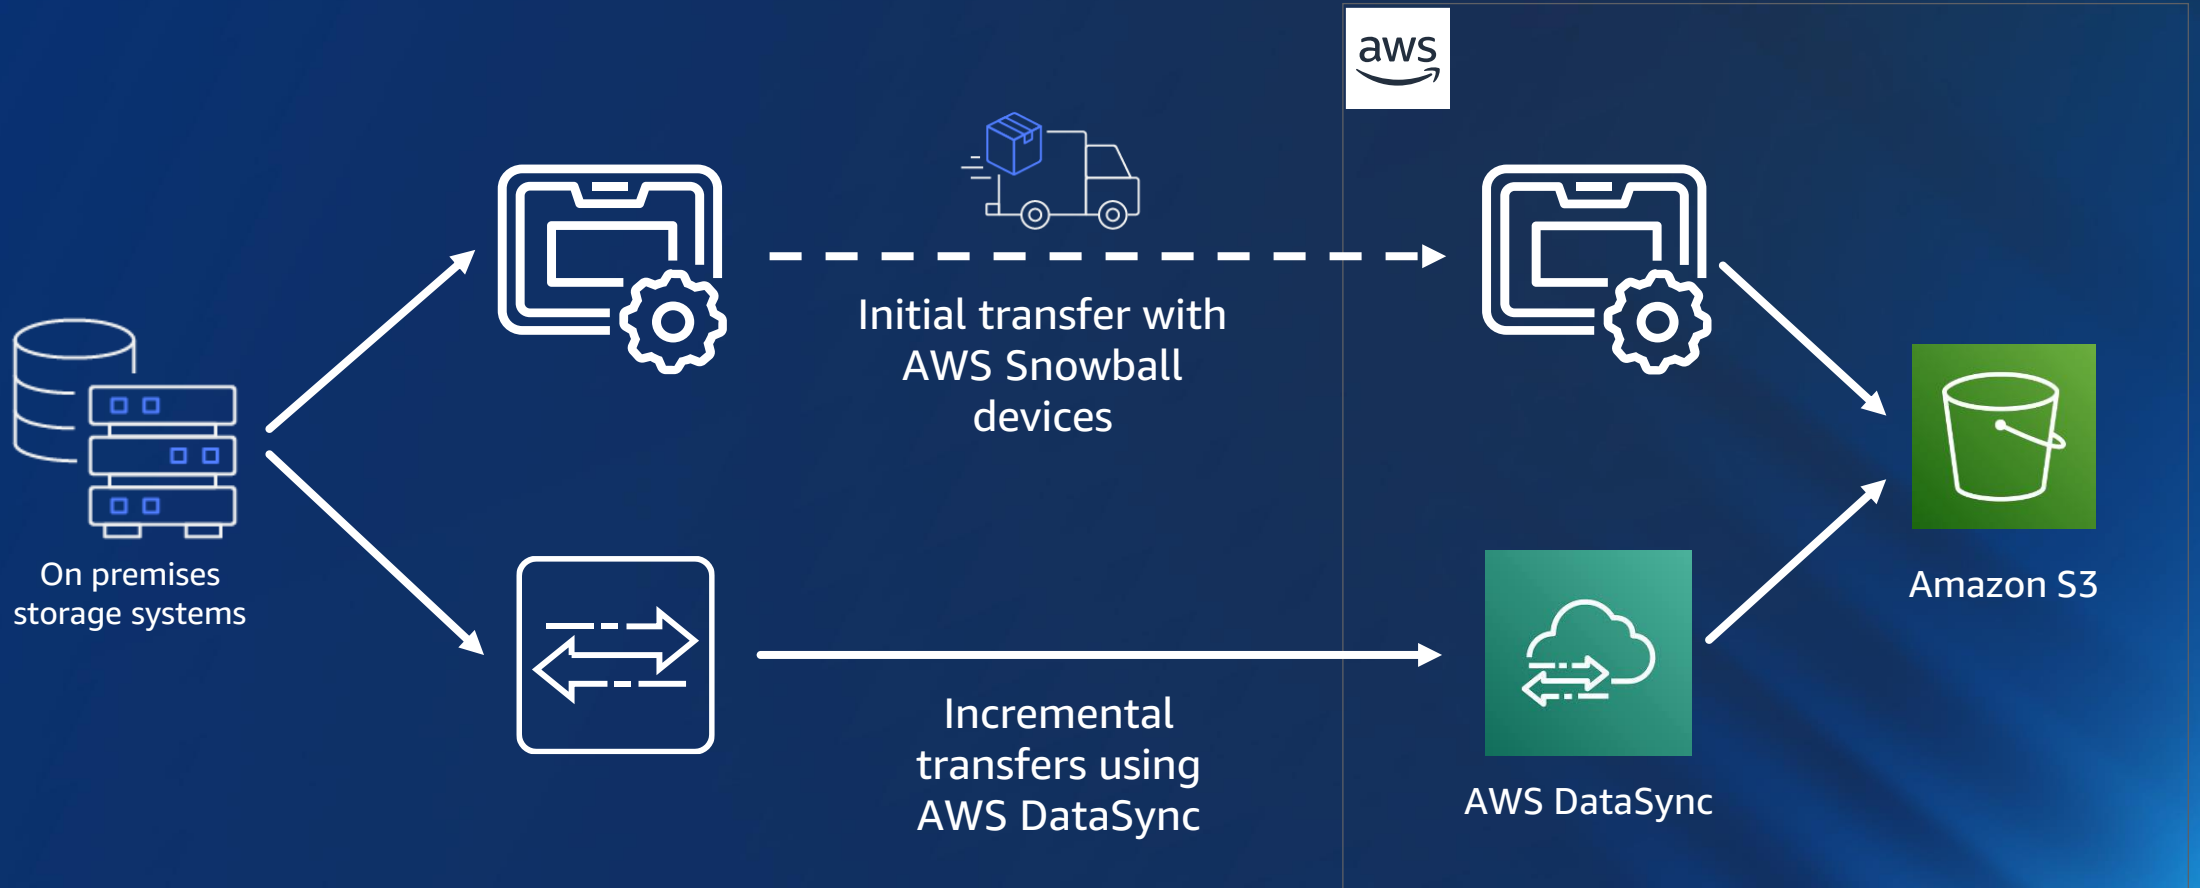 aws
Initial transfer with
AWS Snowball
devices
On premises
storage systems
Amazon S3
Incremental
transfers using
AWS DataSync
AWS DataSync